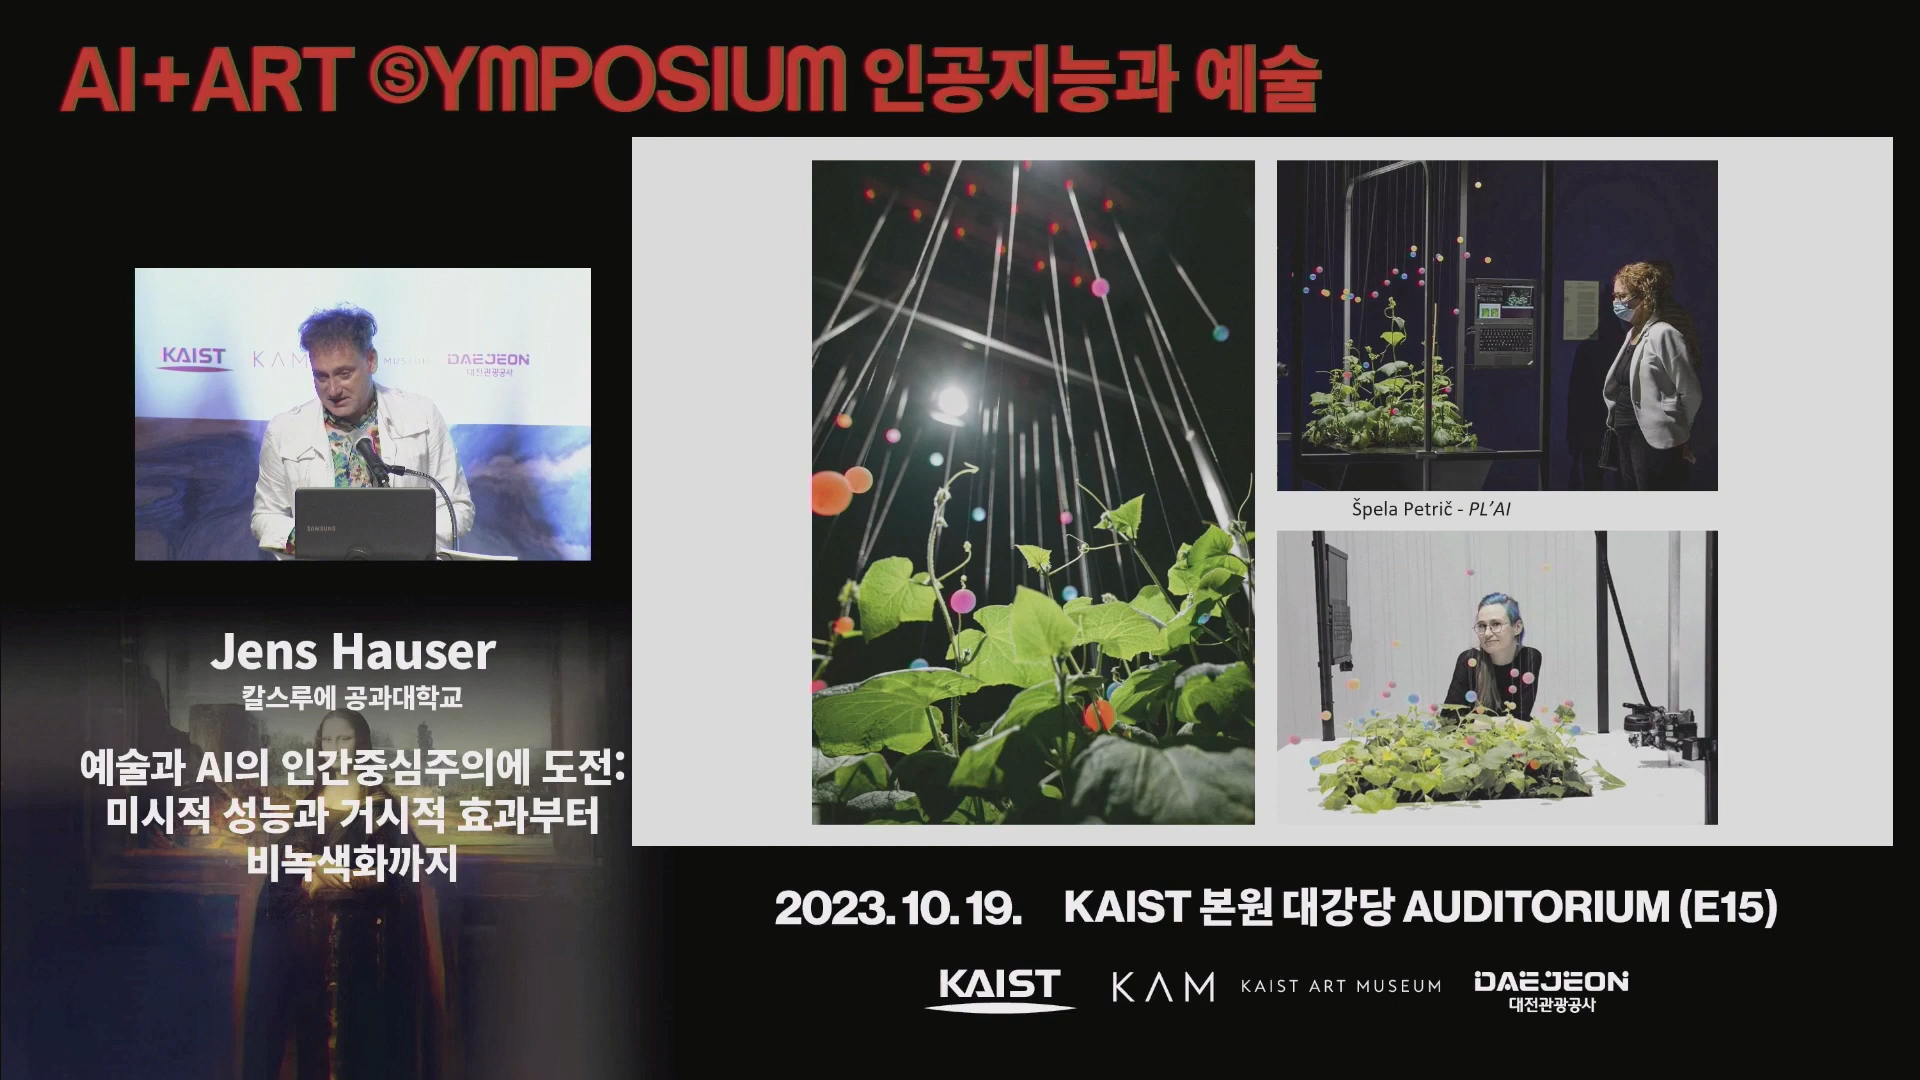 AI+ART SYMPOSIUM 인공지능과 예술
KAIST
KAM
MUSEUM
DAEJEON
대전관광공사
SAMSUNG
Špela Petrič - PL'AI
Jens Hauser
칼스루에 공과대학교
예술과 AI의 인간중심주의에 도전:
미시적 성능과 거시적 효과부터
비녹색화까지
2023. 10. 19. KAIST 본원 대강당 AUDITORIUM (E15)
KAIST
KAM KAIST ART MUSEUM
DAEJEON
대전관광공사